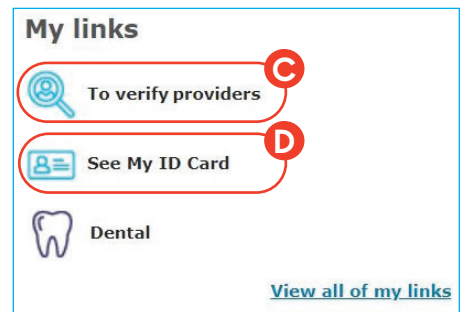 My links
C
To verify providers
D
See My ID Card
Dental
View all of my links